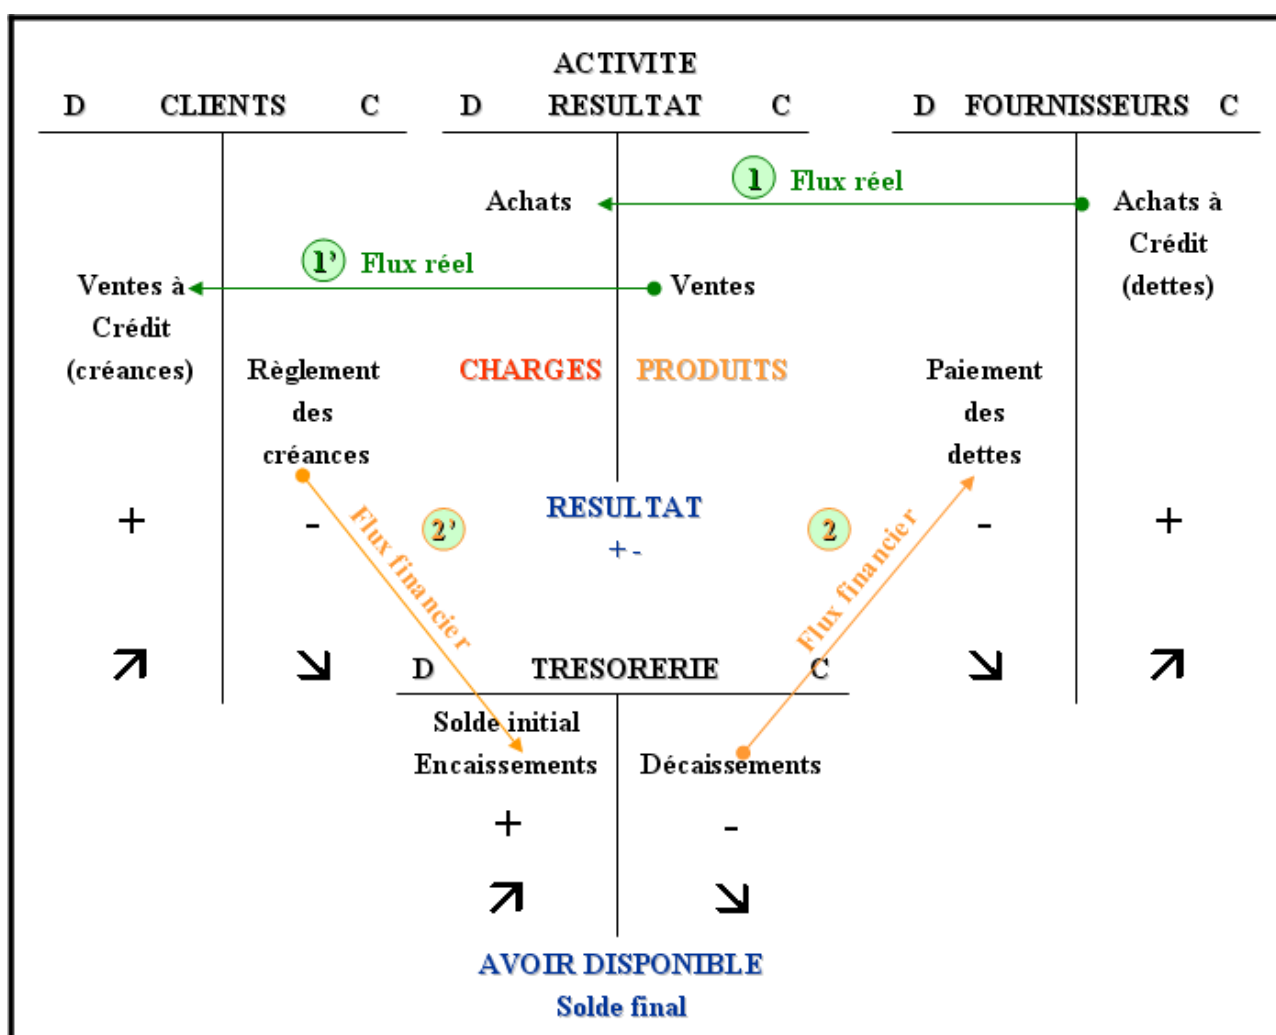 ACTIVITE
D CLIENTS C D RESULTAT C D FOURNISSEURS C
1 Flux réel
Achats Achats à
1’ Flux réel Crédit
Ventes à Ventes (dettes)
Crédit
(créances) Règlement CHARGES PRODUITS Paiement
des des
créances dettes
RESULTAT
+ - 2’ + - 2 - +
Flux financier Flux financier
D TRESORERIE C
Solde initial
Encaissements Décaissements
+ -
AVOIR DISPONIBLE
Solde final